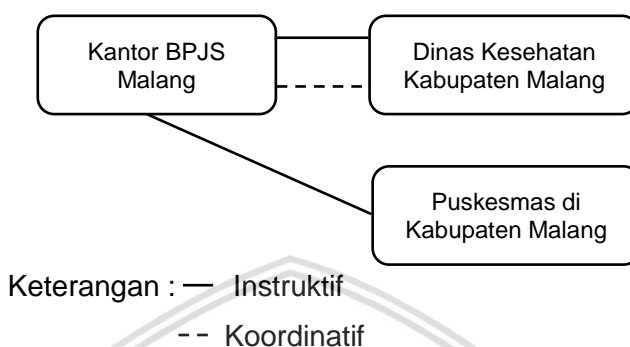 Kantor BPJS
Malang
Dinas Kesehatan
Kabupaten Malang
Puskesmas di
Kabupaten Malang
Keterangan : — Instruktif
-- Koordinatif